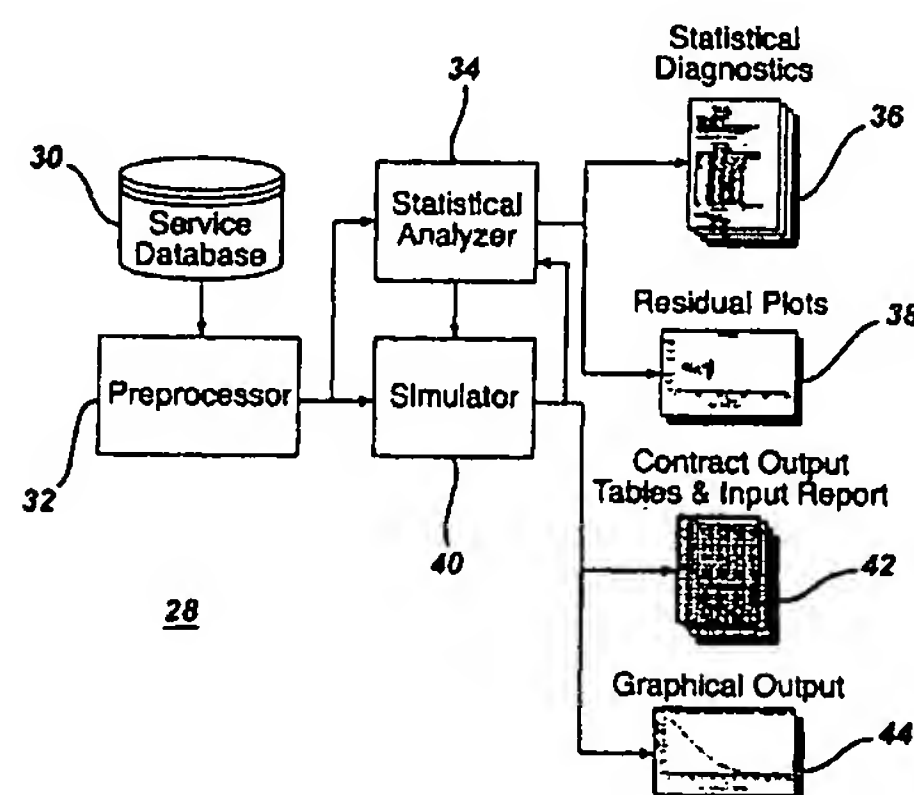 Statistical
Diagnostics
34
36
30
Service
Database
Statistical
Analyzer
Residual Plots
38
Preprocessor
Simulator
Contract Output
Tables & Input Report
32
40
42
28
Graphical Output
44